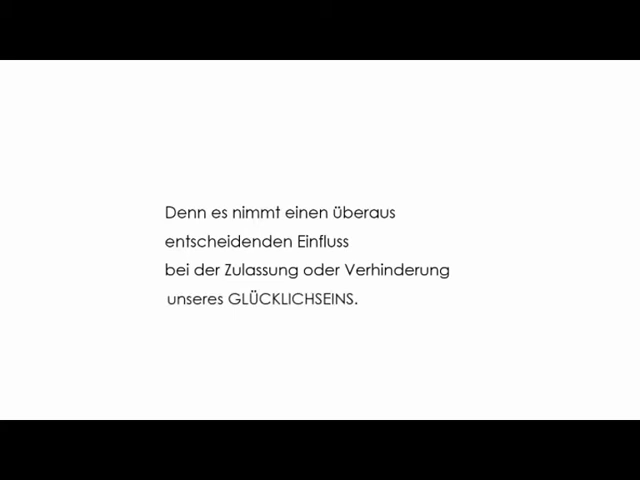 Denn es nimmt einen überaus
entscheidenden Einfluss
bei der Zulassung oder Verhinderung
unseres GLÜCKLICHSEINS.